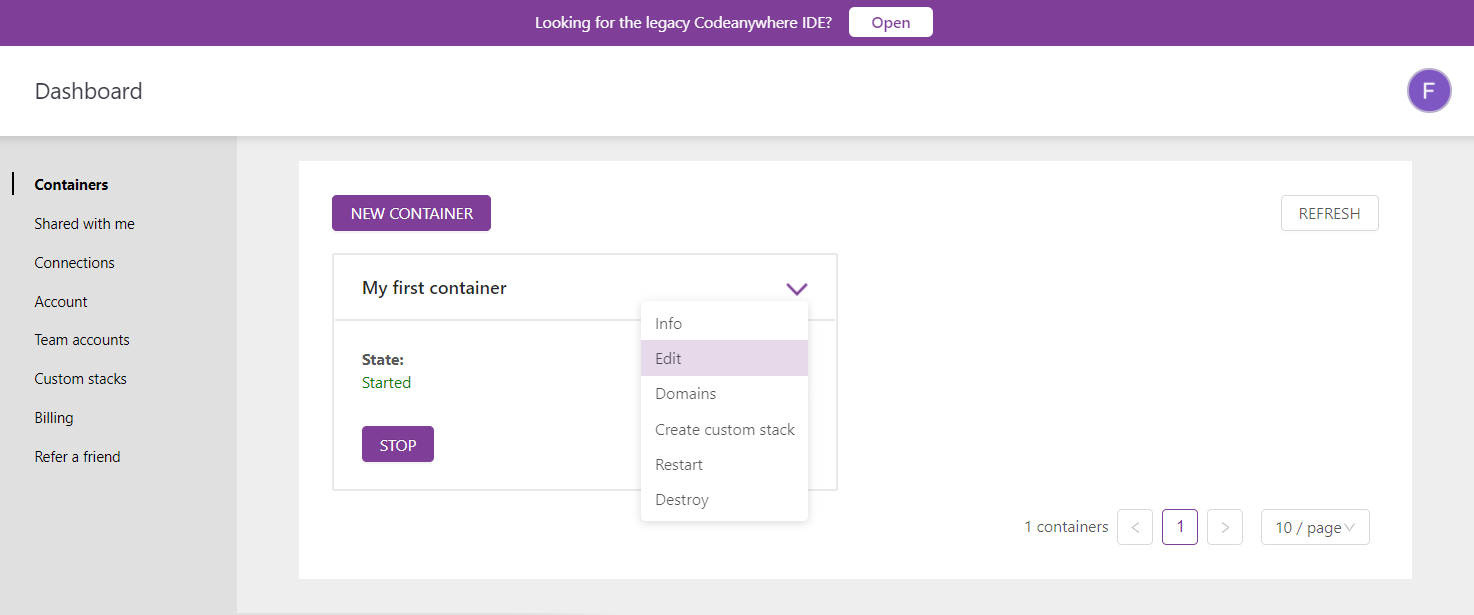 Looking for the legacy Codeanywhere IDE? Open
Dashboard
F
Containers
Shared with me
Connections
Account
Team accounts
Custom stacks
Billing
Refer a friend
NEW CONTAINER
REFRESH
My first container
Info
Edit
Domains
Create custom stack
Restart
Destroy
State:
Started
STOP
1 containers < 1 > 10 / page